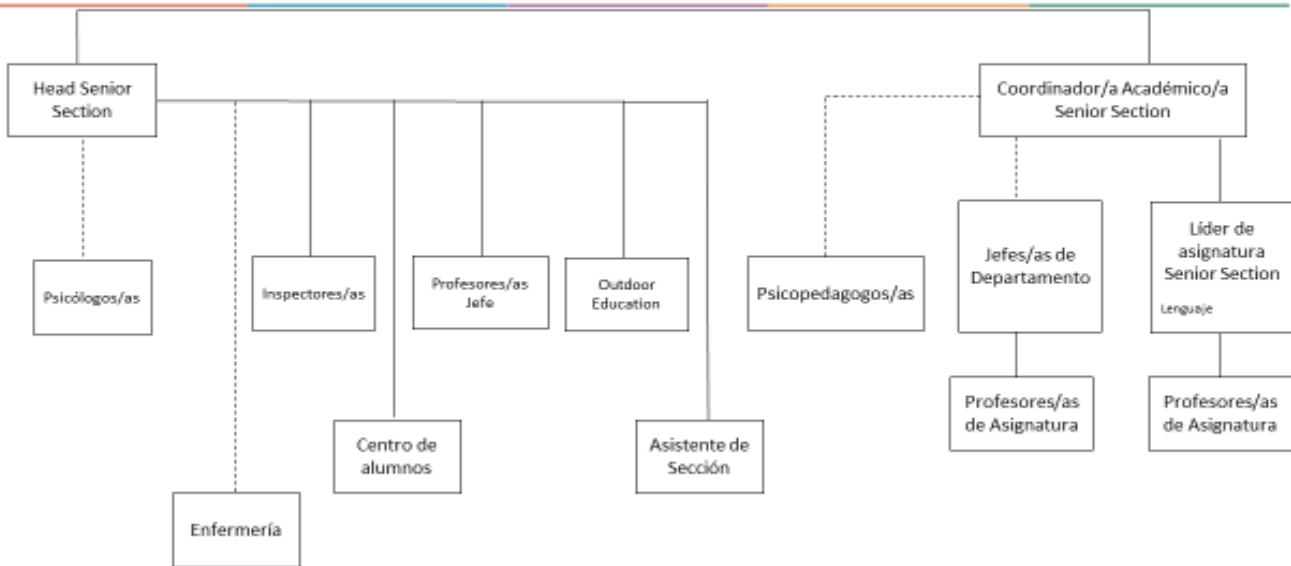 Head Senior
Section
Coordinador/a Académico/a
Senior Section
Psicólogos/as
Inspectores/as
Profesores/as
Jefe
Outdoor
Education
Psicopedagogos/as
Jefes/as de
Departamento
Líder de
asignatura
Senior Section
Lenguaje
Centro de
alumnos
Asistente de
Sección
Profesores/as
de Asignatura
Profesores/as
de Asignatura
Enfermería